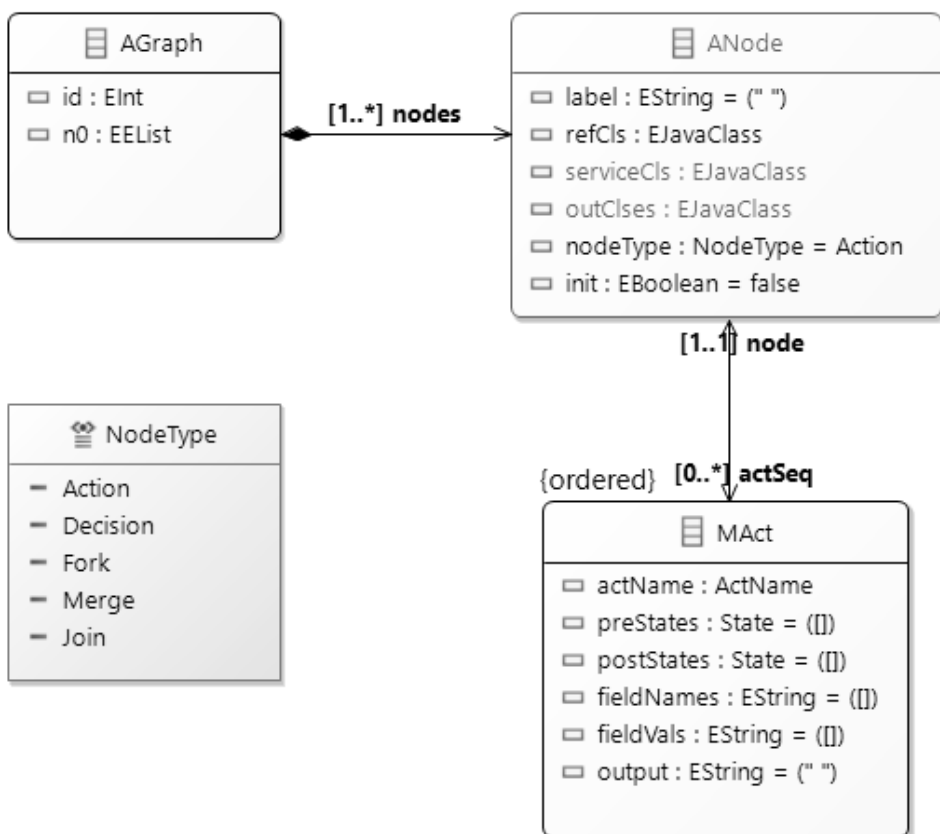 AGraph
id : EInt
n0 : EEList
[1..*] nodes
ANode
label : EString = (" ")
refCls : EJavaClass
serviceCls : EJavaClass
outClses : EJavaClass
nodeType : NodeType = Action
init : EBoolean = false
[1..1] node
NodeType
Action
Decision
Fork
Merge
Join
{ordered} [0..*] actSeq
MAct
actName : ActName
preStates : State = ([])
postStates : State = ([])
fieldNames : EString = ([])
fieldVals : EString = ([])
output : EString = (" ")